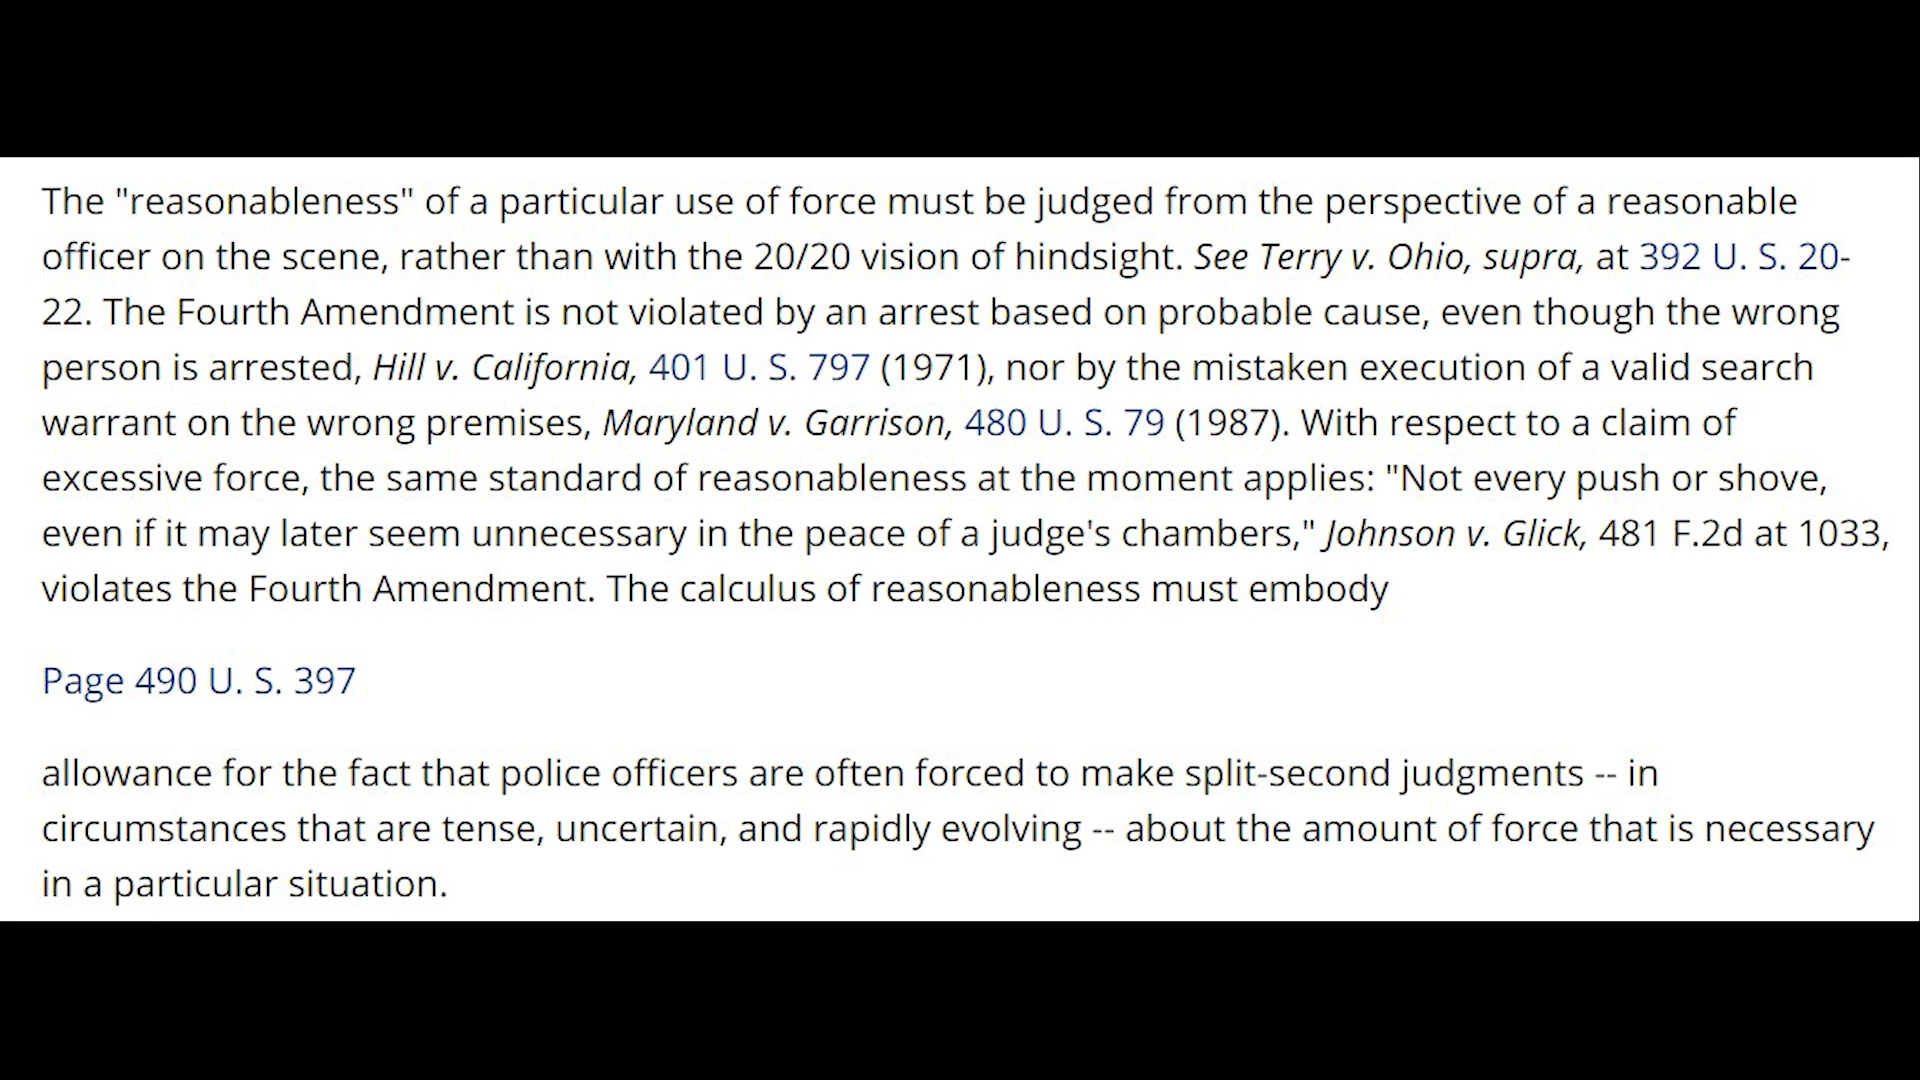 The "reasonableness" of a particular use of force must be judged from the perspective of a reasonable
officer on the scene, rather than with the 20/20 vision of hindsight. See Terry v. Ohio, supra, at 392 U. S. 20-
22. The Fourth Amendment is not violated by an arrest based on probable cause, even though the wrong
person is arrested, Hill v. California, 401 U. S. 797 (1971), nor by the mistaken execution of a valid search
warrant on the wrong premises, Maryland v. Garrison, 480 U. S. 79 (1987). With respect to a claim of
excessive force, the same standard of reasonableness at the moment applies: "Not every push or shove,
even if it may later seem unnecessary in the peace of a judge's chambers," Johnson v. Glick, 481 F.2d at 1033,
violates the Fourth Amendment. The calculus of reasonableness must embody
Page 490 U. S. 397
allowance for the fact that police officers are often forced to make split-second judgments -- in
circumstances that are tense, uncertain, and rapidly evolving -- about the amount of force that is necessary
in a particular situation.